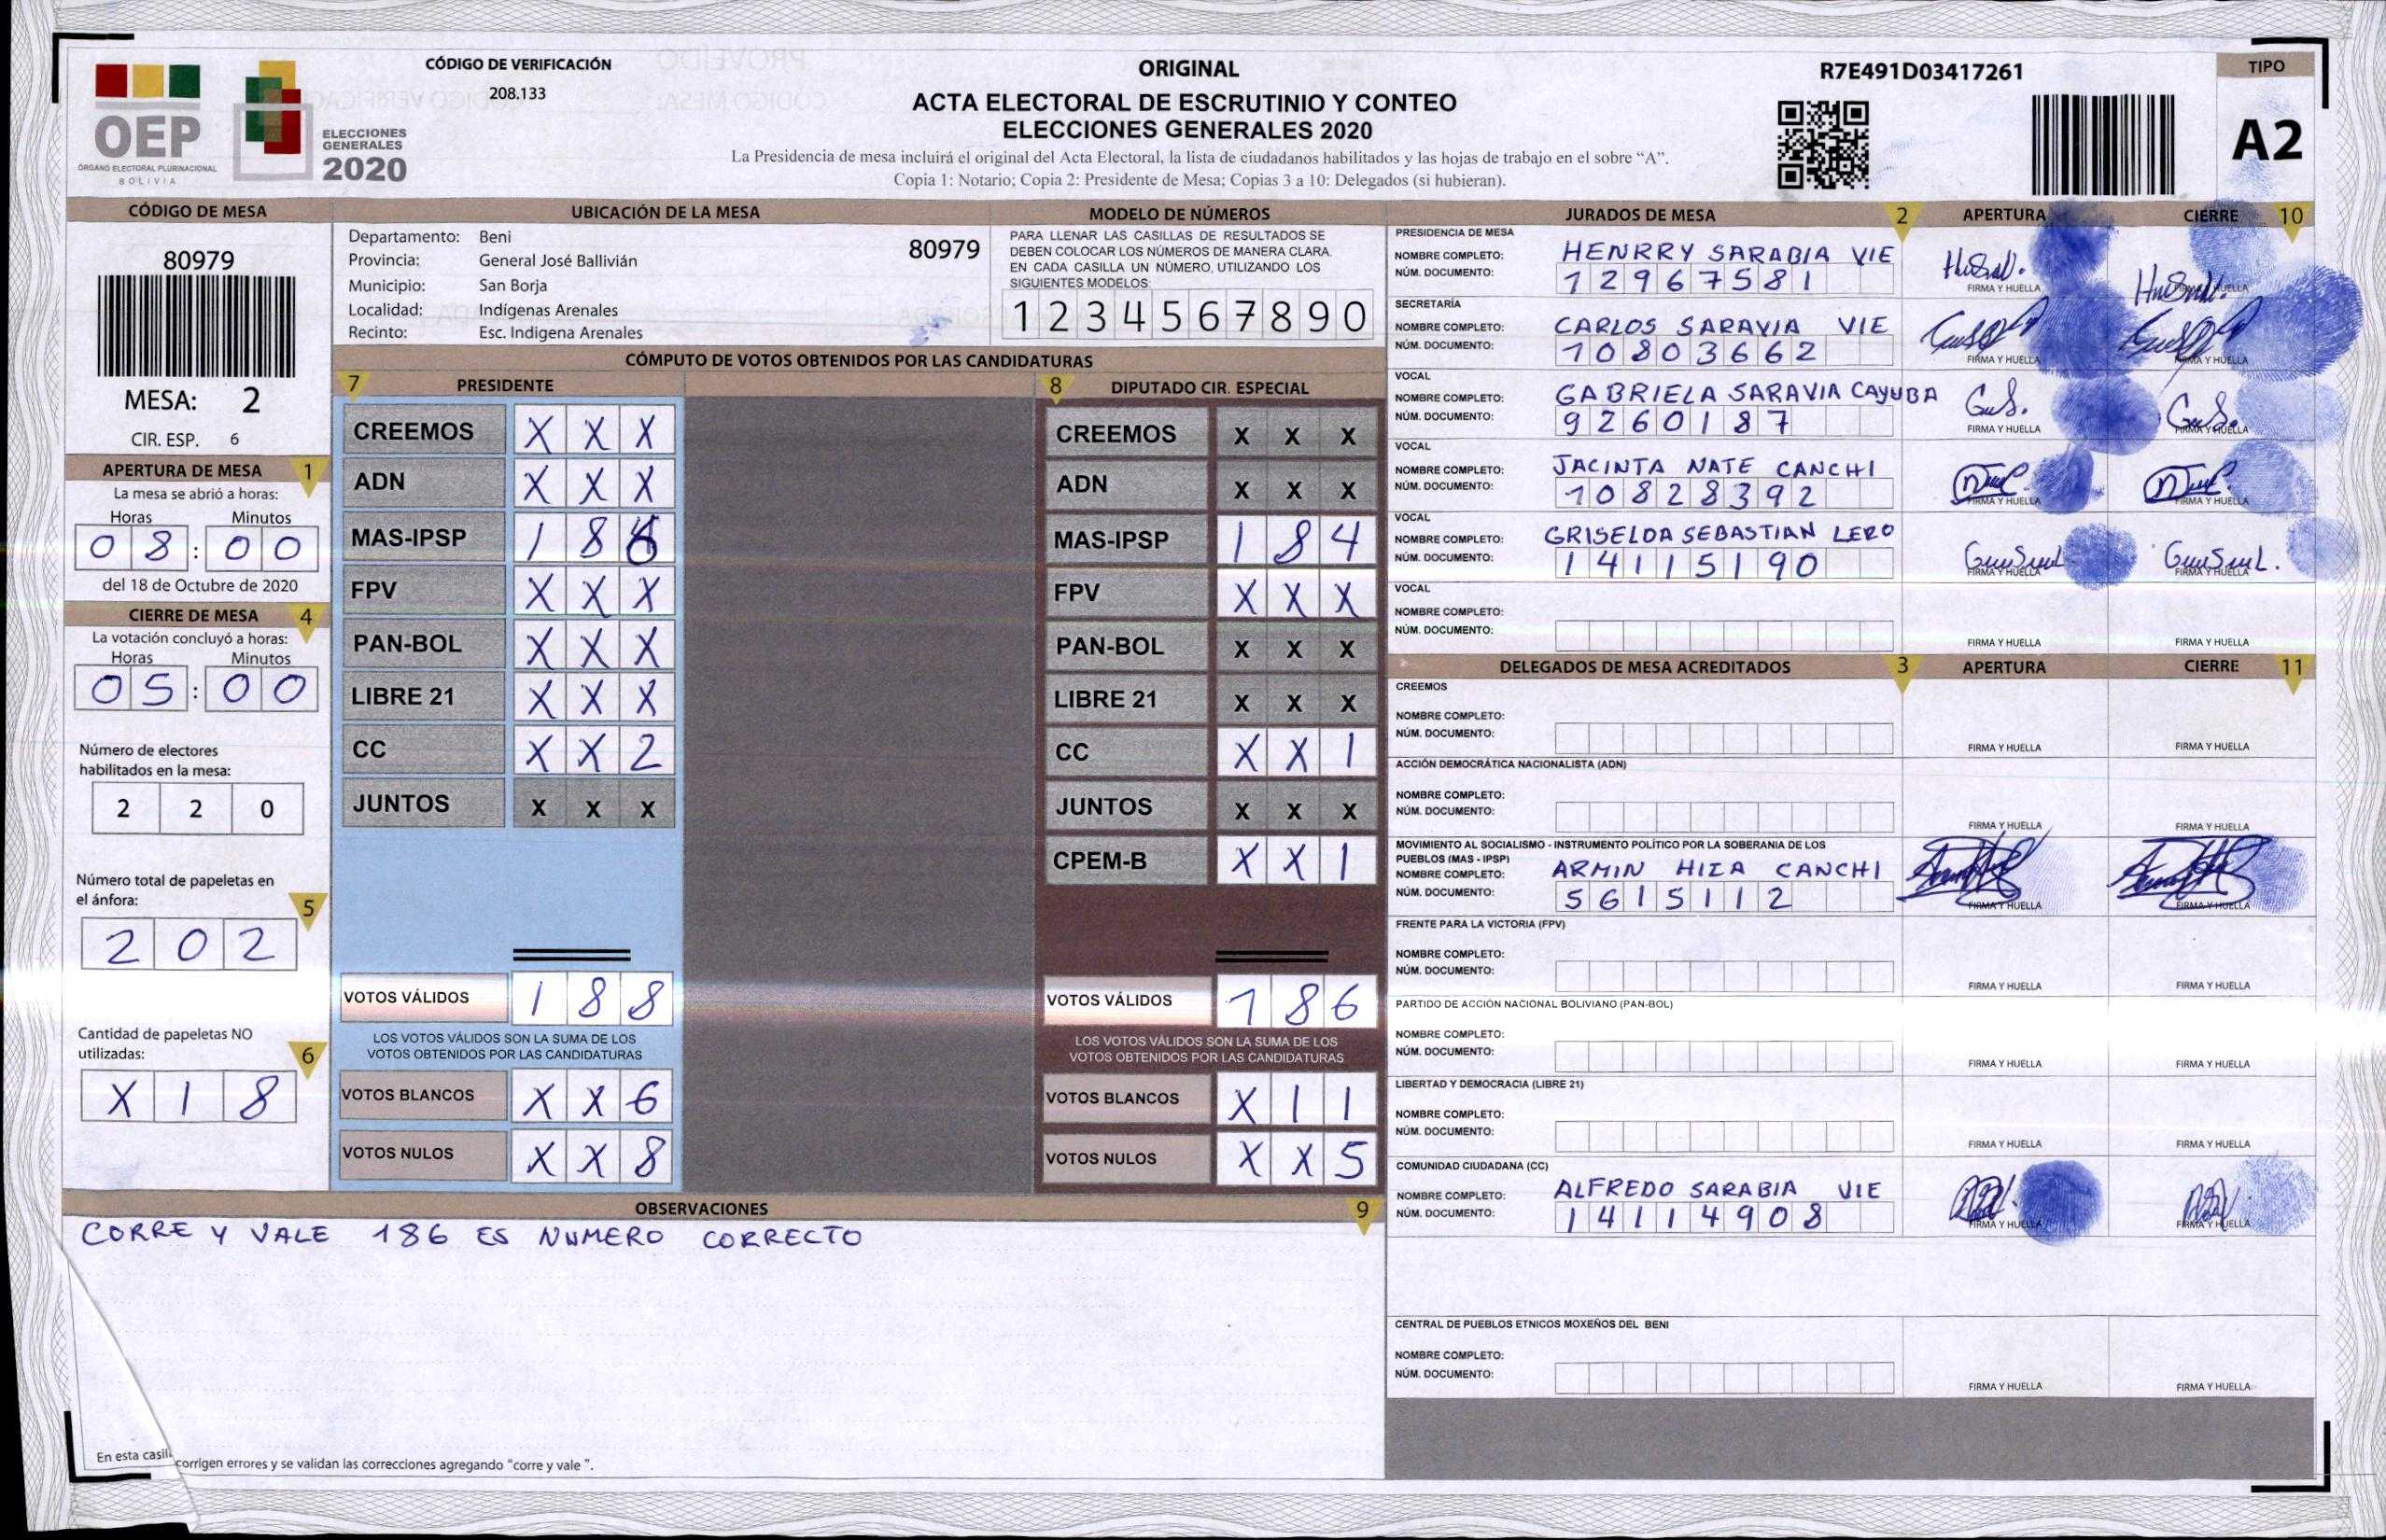 CÓDIGO DE VERIFICACIÓN
208.133
OEP
ÓRGANO ELECTORAL PLURINACIONAL
BOLIVIA
ELECCIONES
GENERALES
2020
ORIGINAL
ACTA ELECTORAL DE ESCRUTINIO Y CONTEO
ELECCIONES GENERALES 2020
La Presidencia de mesa incluirá el original del Acta Electoral, la lista de ciudadanos habilitados y las hojas de trabajo en el sobre “A”.
Copia 1: Notario; Copia 2: Presidente de Mesa; Copias 3 a 10: Delegados (si hubieran).
R7E491D03417261
TIPO
A2
CÓDIGO DE MESA
80979
MESA: 2
CIR. ESP. 6
APERTURA DE MESA 1
La mesa se abrió a horas:
Horas Minutos
0 8 : 0 0
del 18 de Octubre de 2020
CIERRE DE MESA 4
La votación concluyó a horas:
Horas Minutos
0 5 : 0 0
Número de electores
habilitados en la mesa:
2 2 0
Número total de papeletas en
el ánfora: 5
2 0 2
Cantidad de papeletas NO
utilizadas: 6
X 1 8
UBICACIÓN DE LA MESA
Departamento: Beni
80979
Provincia: General José Ballivián
Municipio: San Borja
Localidad: Indígenas Arenales
Recinto: Esc. Indigena Arenales
MODELO DE NÚMEROS
PARA LLENAR LAS CASILLAS DE RESULTADOS SE
DEBEN COLOCAR LOS NÚMEROS DE MANERA CLARA.
EN CADA CASILLA UN NÚMERO, UTILIZANDO LOS
SIGUIENTES MODELOS:
1 2 3 4 5 6 7 8 9 0
CÓMPUTO DE VOTOS OBTENIDOS POR LAS CANDIDATURAS
7 PRESIDENTE
CREEMOS X X X
ADN X X X
MAS-IPSP 1 8 6
FPV X X X
PAN-BOL X X X
LIBRE 21 X X X
CC X X 2
JUNTOS X X X
VOTOS VÁLIDOS 1 8 8
LOS VOTOS VÁLIDOS SON LA SUMA DE LOS
VOTOS OBTENIDOS POR LAS CANDIDATURAS
VOTOS BLANCOS X X 6
VOTOS NULOS X X 8
8 DIPUTADO CIR. ESPECIAL
CREEMOS X X X
ADN X X X
MAS-IPSP 1 8 4
FPV X X X
PAN-BOL X X X
LIBRE 21 X X X
CC X X 1
JUNTOS X X X
CPEM-B X X 1
VOTOS VÁLIDOS 1 8 6
LOS VOTOS VÁLIDOS SON LA SUMA DE LOS
VOTOS OBTENIDOS POR LAS CANDIDATURAS
VOTOS BLANCOS X 1 1
VOTOS NULOS X X 5
OBSERVACIONES 9
CORRE Y VALE 186 ES NUMERO CORRECTO
En esta casil
corrigen errores y se validan las correcciones agregando “corre y vale ”.
JURADOS DE MESA 2 APERTURA CIERRE 10
PRESIDENCIA DE MESA
NOMBRE COMPLETO: HENRRY SARABIA VIE
NÚM. DOCUMENTO: 12967581
FIRMA Y HUELLA
SECRETARÍA
NOMBRE COMPLETO: CARLOS SARAVIA VIE
NÚM. DOCUMENTO: 10803662
FIRMA Y HUELLA FIRMA Y HUELLA
VOCAL
NOMBRE COMPLETO: GABRIELA SARAVIA CAYUBA
NÚM. DOCUMENTO: 9260187
FIRMA Y HUELLA FIRMA Y HUELLA
VOCAL
NOMBRE COMPLETO: JACINTA NATE CANCHI
NÚM. DOCUMENTO: 10828392
FIRMA Y HUELLA FIRMA Y HUELLA
VOCAL
NOMBRE COMPLETO: GRISELDA SEBASTIAN LERO
NÚM. DOCUMENTO: 14115190
FIRMA Y HUELLA FIRMA Y HUELLA
VOCAL
NOMBRE COMPLETO:
NÚM. DOCUMENTO:
FIRMA Y HUELLA FIRMA Y HUELLA
DELEGADOS DE MESA ACREDITADOS 3 APERTURA CIERRE 11
CREEMOS
NOMBRE COMPLETO:
NÚM. DOCUMENTO:
FIRMA Y HUELLA FIRMA Y HUELLA
ACCIÓN DEMOCRÁTICA NACIONALISTA (ADN)
NOMBRE COMPLETO:
NÚM. DOCUMENTO:
FIRMA Y HUELLA FIRMA Y HUELLA
MOVIMIENTO AL SOCIALISMO - INSTRUMENTO POLÍTICO POR LA SOBERANIA DE LOS
PUEBLOS (MAS - IPSP)
NOMBRE COMPLETO: ARMIN HIZA CANCHI
NÚM. DOCUMENTO: 5615112
FIRMA Y HUELLA FIRMA Y HUELLA
FRENTE PARA LA VICTORIA (FPV)
NOMBRE COMPLETO:
NÚM. DOCUMENTO:
FIRMA Y HUELLA FIRMA Y HUELLA
PARTIDO DE ACCIÓN NACIONAL BOLIVIANO (PAN-BOL)
NOMBRE COMPLETO:
NÚM. DOCUMENTO:
FIRMA Y HUELLA FIRMA Y HUELLA
LIBERTAD Y DEMOCRACIA (LIBRE 21)
NOMBRE COMPLETO:
NÚM. DOCUMENTO:
FIRMA Y HUELLA FIRMA Y HUELLA
COMUNIDAD CIUDADANA (CC)
NOMBRE COMPLETO: ALFREDO SARABIA VIE
NÚM. DOCUMENTO: 14114908
FIRMA Y HUELLA FIRMA Y HUELLA
CENTRAL DE PUEBLOS ETNICOS MOXEÑOS DEL BENI
NOMBRE COMPLETO:
NÚM. DOCUMENTO:
FIRMA Y HUELLA FIRMA Y HUELLA